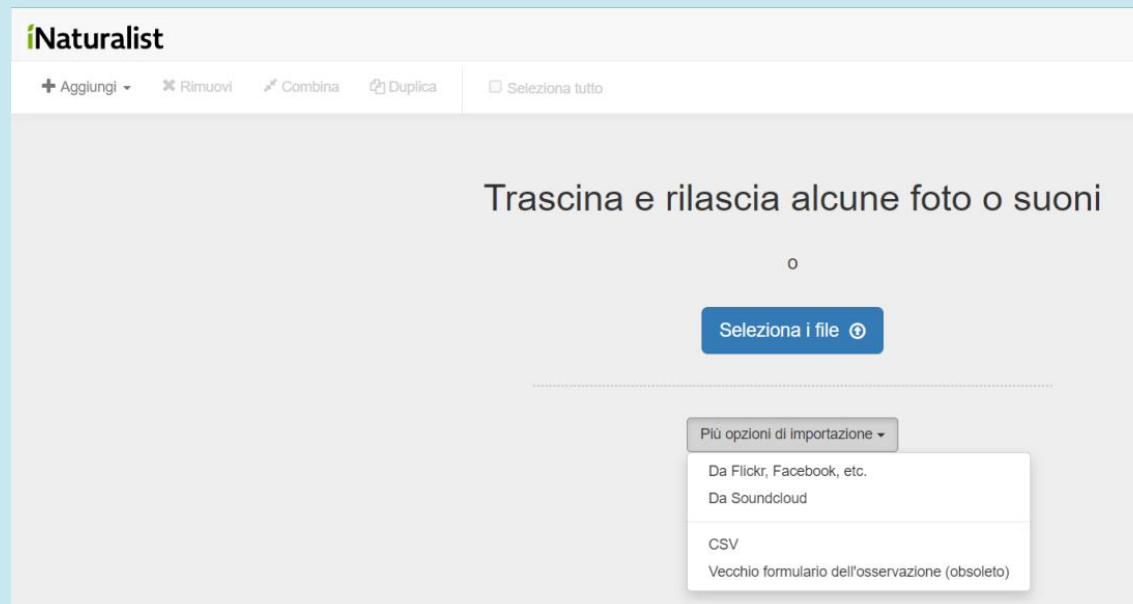 iNaturalist
Aggiungi Rimuovi Combina Duplica Seleziona tutto
Trascina e rilascia alcune foto o suoni
o
Seleziona i file
Più opzioni di importazione
Da Flickr, Facebook, etc.
Da Soundcloud
CSV
Vecchio formulario dell'osservazione (obsoleto)